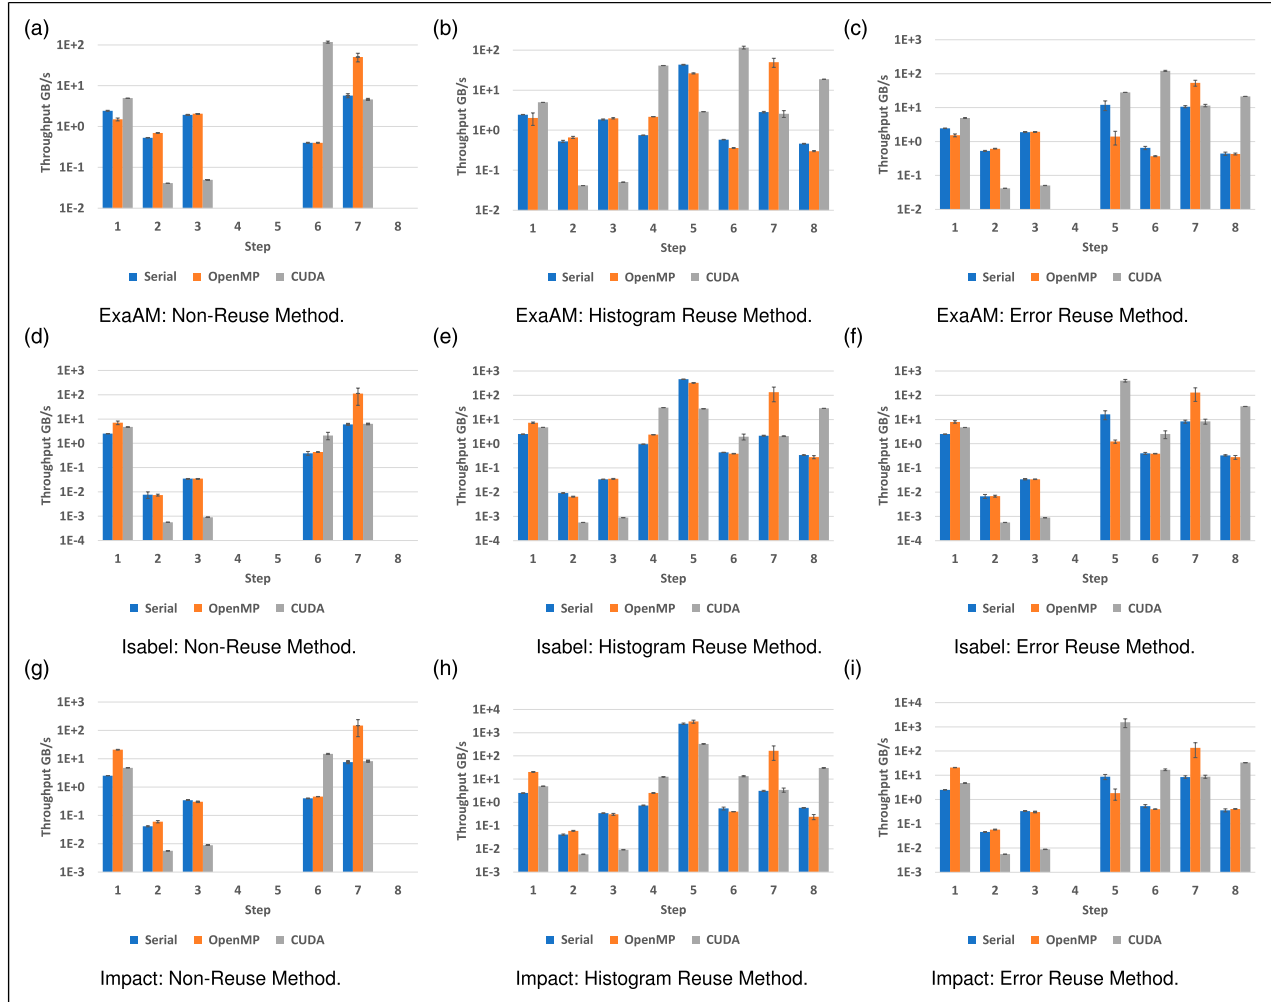 (a)
Throughput GB/s
1E+2
1E+1
1E+0
1E-1
1E-2
1 2 3 4 5 6 7 8
Step
Serial OpenMP CUDA
ExaAM: Non-Reuse Method.
(b)
Throughput GB/s
1E+2
1E+1
1E+0
1E-1
1E-2
1 2 3 4 5 6 7 8
Step
Serial OpenMP CUDA
ExaAM: Histogram Reuse Method.
(c)
Throughput GB/s
1E+3
1E+2
1E+1
1E+0
1E-1
1E-2
1 2 3 4 5 6 7 8
Step
Serial OpenMP CUDA
ExaAM: Error Reuse Method.
(d)
Throughput GB/s
1E+3
1E+2
1E+1
1E+0
1E-1
1E-2
1E-3
1E-4
1 2 3 4 5 6 7 8
Step
Serial OpenMP CUDA
Isabel: Non-Reuse Method.
(e)
Throughput GB/s
1E+3
1E+2
1E+1
1E+0
1E-1
1E-2
1E-3
1E-4
1 2 3 4 5 6 7 8
Step
Serial OpenMP CUDA
Isabel: Histogram Reuse Method.
(f)
Throughput GB/s
1E+3
1E+2
1E+1
1E+0
1E-1
1E-2
1E-3
1E-4
1 2 3 4 5 6 7 8
Step
Serial OpenMP CUDA
Isabel: Error Reuse Method.
(g)
Throughput GB/s
1E+3
1E+2
1E+1
1E+0
1E-1
1E-2
1E-3
1 2 3 4 5 6 7 8
Step
Serial OpenMP CUDA
Impact: Non-Reuse Method.
(h)
Throughput GB/s
1E+4
1E+3
1E+2
1E+1
1E+0
1E-1
1E-2
1E-3
1 2 3 4 5 6 7 8
Step
Serial OpenMP CUDA
Impact: Histogram Reuse Method.
(i)
Throughput GB/s
1E+4
1E+3
1E+2
1E+1
1E+0
1E-1
1E-2
1E-3
1 2 3 4 5 6 7 8
Step
Serial OpenMP CUDA
Impact: Error Reuse Method.